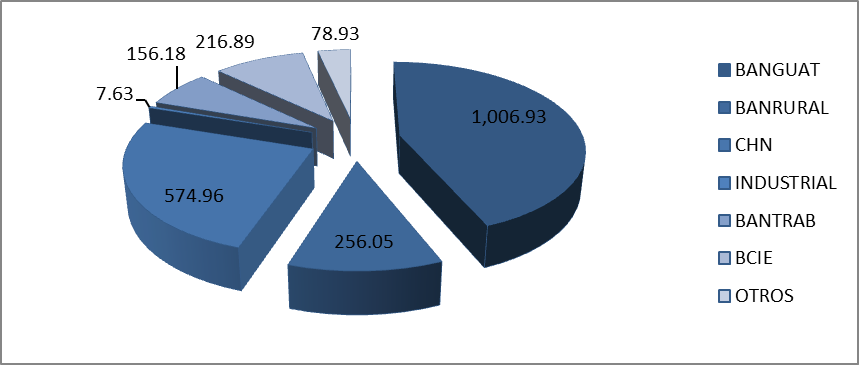 78.93
216.89
156.18
7.63
1,006.93
574.96
256.05
BANGUAT
BANRURAL
CHN
INDUSTRIAL
BANTRAB
BCIE
OTROS